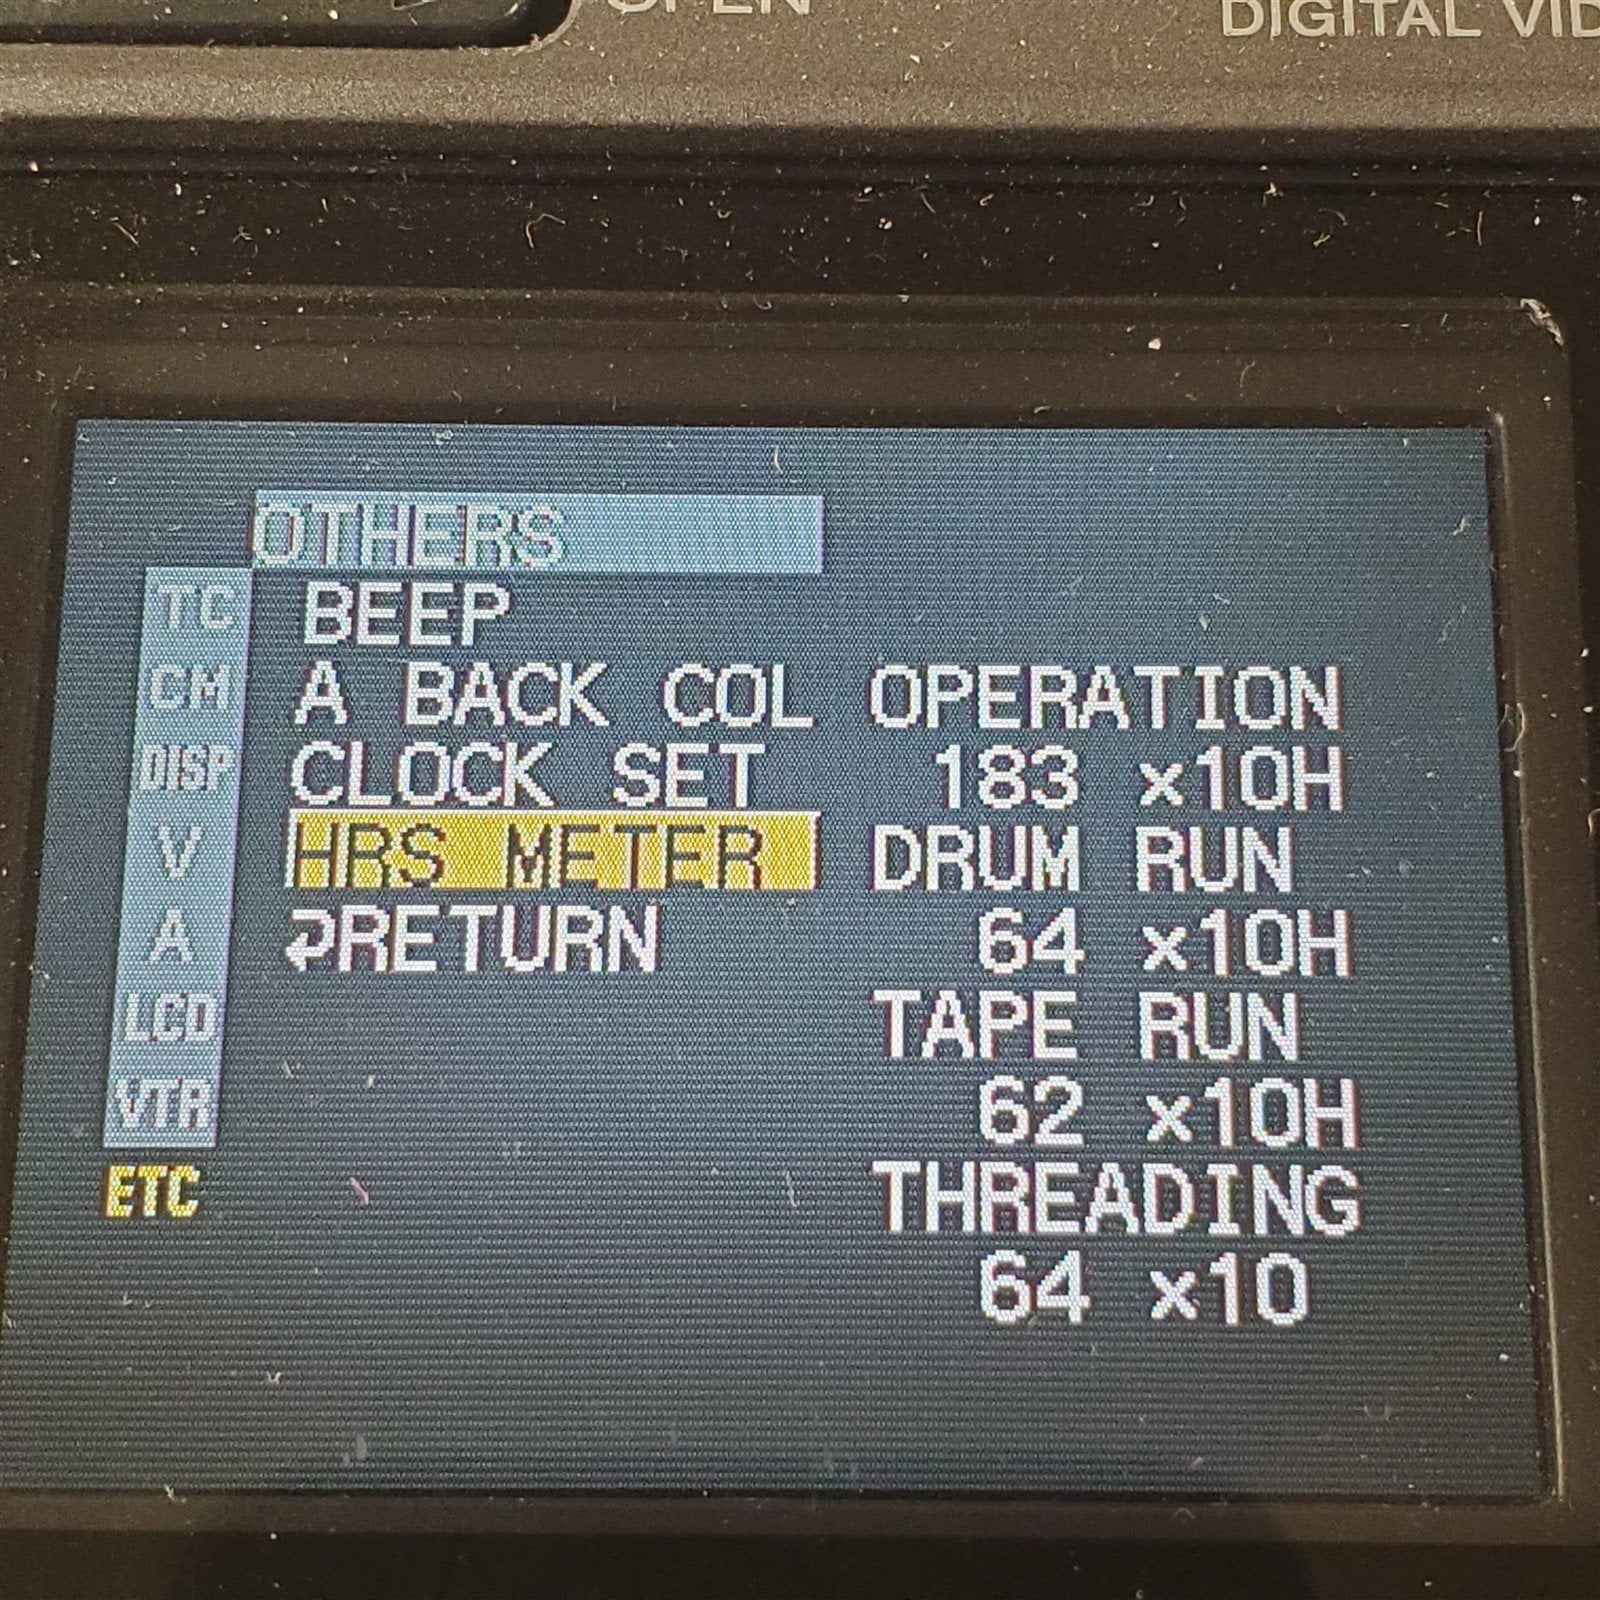 OPEN
DIGITAL
OTHERS
TC BEEP
CM A BACK COL OPERATION
DISP CLOCK SET 183 x10H
V HRS METER DRUM RUN
A ⮌RETURN 64 x10H
LCD TAPE RUN
VTR 62 x10H
ETC THREADING
64 x10